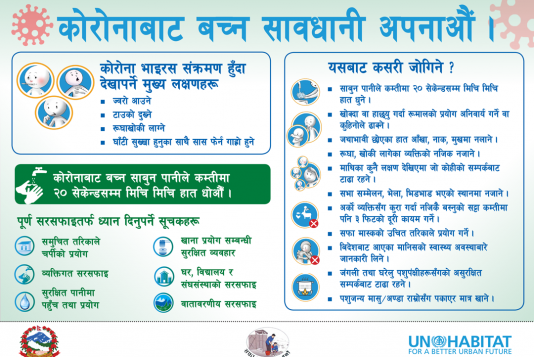 कोरोनाबाट बच्न सावधानी अपनाऔं ।
कोरोना भाइरस संक्रमण हुँदा
देखापर्ने मुख्य लक्षणहरू
ज्वरो आउने
टाउको दुख्ने
रूघाखोकी लाग्ने
घाँटी सुख्खा हुनुका साथै सास फेर्न गाह्रो हुने
कोरोनाबाट बच्न साबुन पानीले कम्तीमा
२० सेकेन्डसम्म मिचि मिचि हात धोऔं ।
पूर्ण सरसफाइतर्फ ध्यान दिनुपर्ने सूचकहरू
समुचित तरिकाले
चर्पीको प्रयोग
व्यक्तिगत सरसफाइ
सुरक्षित पानीमा
पहुँच तथा प्रयोग
खाना प्रयोग सम्बन्धी
सुरक्षित व्यवहार
घर, विद्यालय र
संघसंस्थाको सरसफाइ
वातावरणीय सरसफाइ
यसबाट कसरी जोगिने ?
साबुन पानीले कम्तीमा २० सेकेन्डसम्म मिचि मिचि
हात धुने ।
खोक्दा वा हाछ्यु गर्दा रूमालको प्रयोग अनिवार्य गर्ने वा
कुहिनोले ढाक्ने ।
जथाभावी छोएका हात आँखा, नाक, मुखमा नलाने ।
रूघा, खोकी लागेका व्यक्तिको नजिक नजाने ।
माथिका कुनै लक्षण देखिएमा जो कोहीको सम्पर्कबाट
टाढा रहने ।
सभा सम्मेलन, भेला, भिडभाड भएको स्थानमा नजाने ।
अर्को व्यक्तिसँग कुरा गर्दा नजिकै बस्नुको सट्टा कम्तीमा
पनि ३ फिटको दूरी कायम गर्ने ।
सफा मास्कको उचित तरिकाले प्रयोग गर्ने ।
बिदेशबाट आएका मानिसको स्वास्थ्य अवस्थाबारे
जानकारी लिने ।
जंगली तथा घरेलु पशुपंक्षीहरूसँगको असुरक्षित
सम्पर्कबाट टाढा रहने ।
पशुजन्य मासु/अण्डा राम्रोसँग पकाएर मात्र खाने ।
UN HABITAT
FOR A BETTER URBAN FUTURE